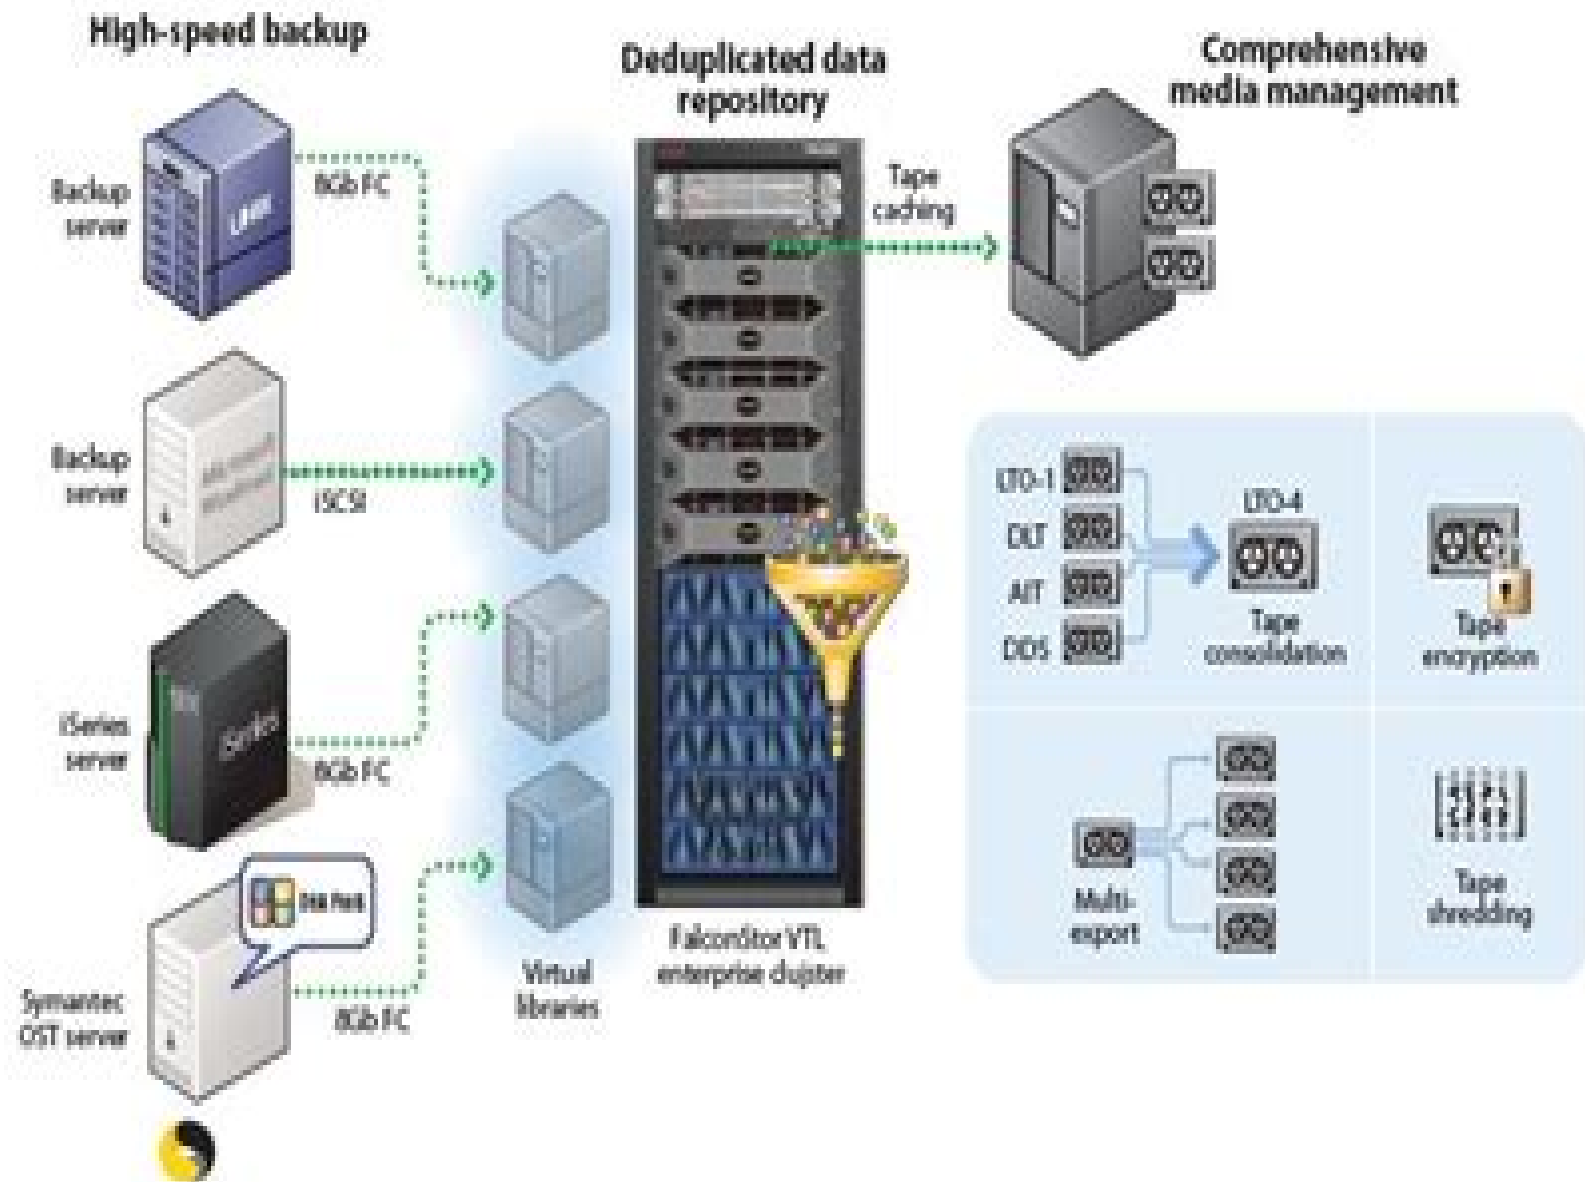 High-speed backup
Backup
server
8Gb FC
Backup
server
iSCSI
iSeries
server
iSeries
8Gb FC
Symantec
OST server
8Gb FC
Virtual
libraries
Deduplicated data
repository
FalconStor VTL
enterprise clujster
Tape
caching
Comprehensive
media management
LTO-1
DLT
AIT
DDS
LTO-4
Tape
consolidation
Tape
encryption
Multi-
export
Tape
shredding